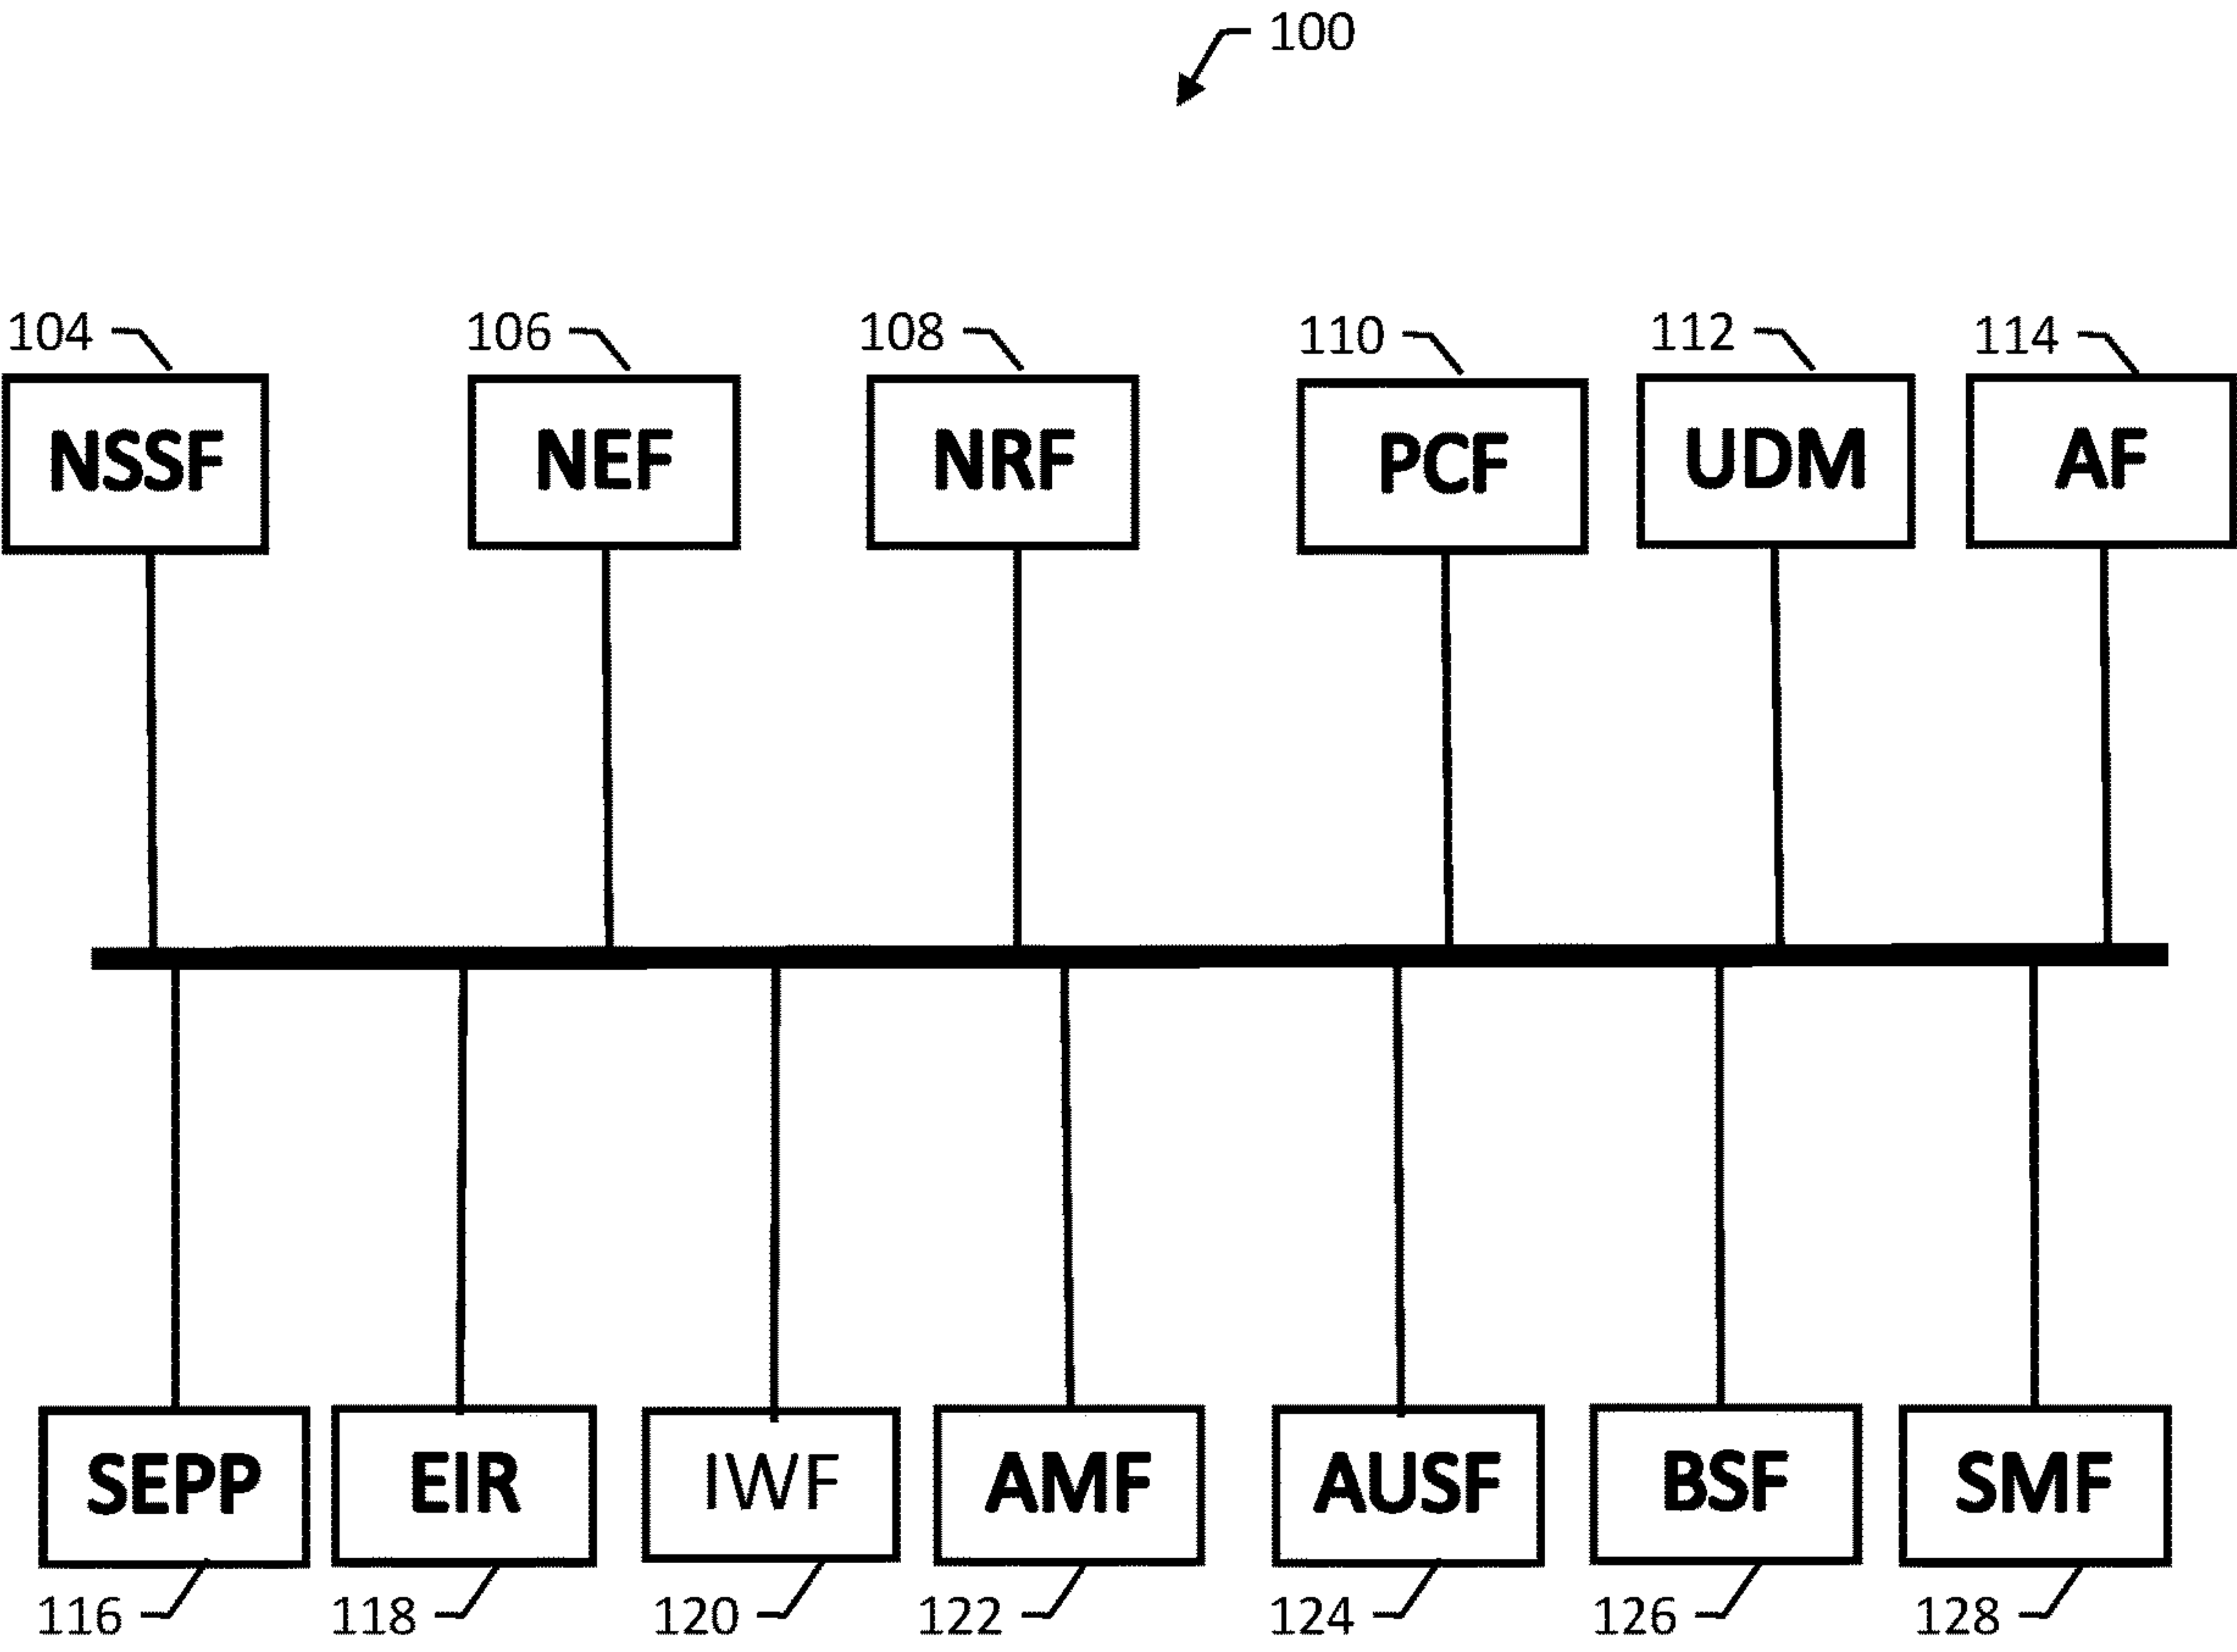 100
104 106 108 110 112 114
NSSF NEF NRF PCF UDM AF
SEPP EIR IWF AMF AUSF BSF SMF
116 118 120 122 124 126 128